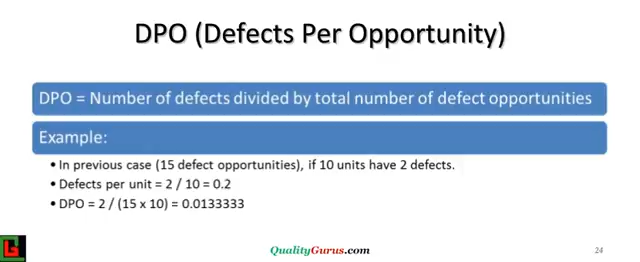 DPO (Defects Per Opportunity)
DPO = Number of defects divided by total number of defect opportunities
Example:
• In previous case (15 defect opportunities), if 10 units have 2 defects.
• Defects per unit = 2 / 10 = 0.2
• DPO = 2 / (15 x 10) = 0.0133333
QualityGurus.com
24